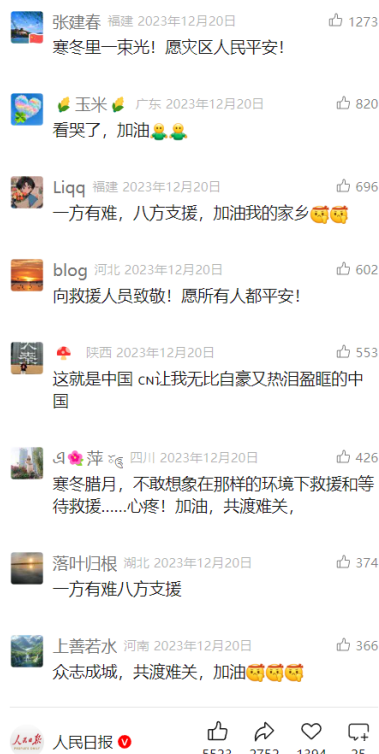 张建春 福建 2023年12月20日 1273
寒冬里一束光！愿灾区人民平安！
🌽玉米🌽 广东 2023年12月20日 820
看哭了，加油
Liqq 福建 2023年12月20日 696
一方有难，八方支援，加油我的家乡
blog 河北 2023年12月20日 602
向救援人员致敬！愿所有人都平安！
🍄 陕西 2023年12月20日 553
这就是中国 CN让我无比自豪又热泪盈眶的中
国
🌺萍 四川 2023年12月20日 426
寒冬腊月，不敢想象在那样的环境下救援和等
待救援......心疼！加油，共渡难关，
落叶归根 湖北 2023年12月20日 374
一方有难八方支援
上善若水 河南 2023年12月20日 366
众志成城，共渡难关，加油
人民日报 人民日报